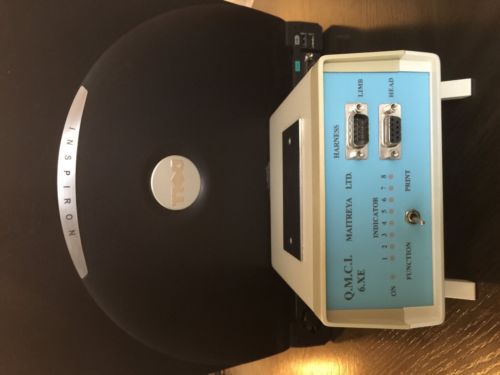 INSPIRON
DELL
Q.M.C.I. MAITREYA LTD. HARNESS LIMB
6.XE
INDICATOR HEAD
ON 1 2 3 4 5 6 7 8
FUNCTION PRINT